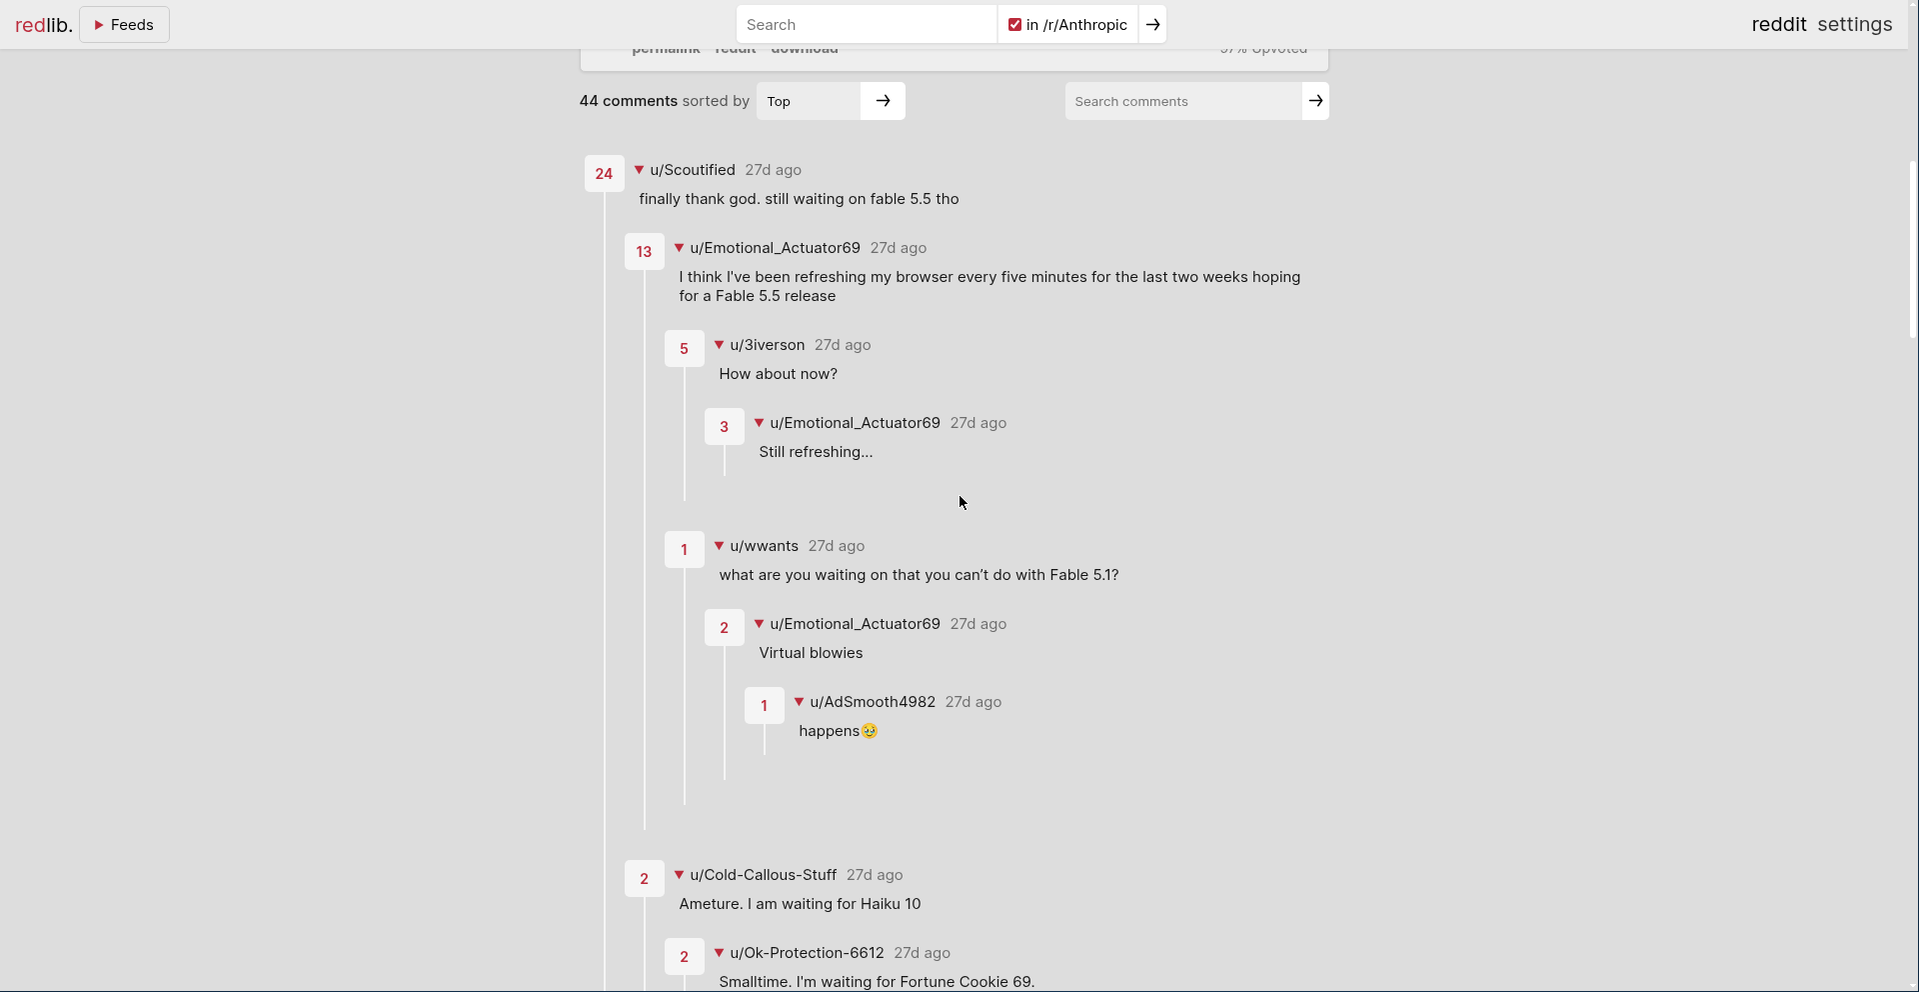 redlib. ▶ Feeds Search in /r/Anthropic → reddit settings
permalink reddit download 97% Upvoted
44 comments sorted by Top → Search comments →
24 ▼ u/Scoutified 27d ago
finally thank god. still waiting on fable 5.5 tho
13 ▼ u/Emotional_Actuator69 27d ago
I think I've been refreshing my browser every five minutes for the last two weeks hoping
for a Fable 5.5 release
5 ▼ u/3iverson 27d ago
How about now?
3 ▼ u/Emotional_Actuator69 27d ago
Still refreshing...
1 ▼ u/wwants 27d ago
what are you waiting on that you can’t do with Fable 5.1?
2 ▼ u/Emotional_Actuator69 27d ago
Virtual blowies
1 ▼ u/AdSmooth4982 27d ago
happens🥹
2 ▼ u/Cold-Callous-Stuff 27d ago
Ameture. I am waiting for Haiku 10
2 ▼ u/Ok-Protection-6612 27d ago
Smalltime. I'm waiting for Fortune Cookie 69.